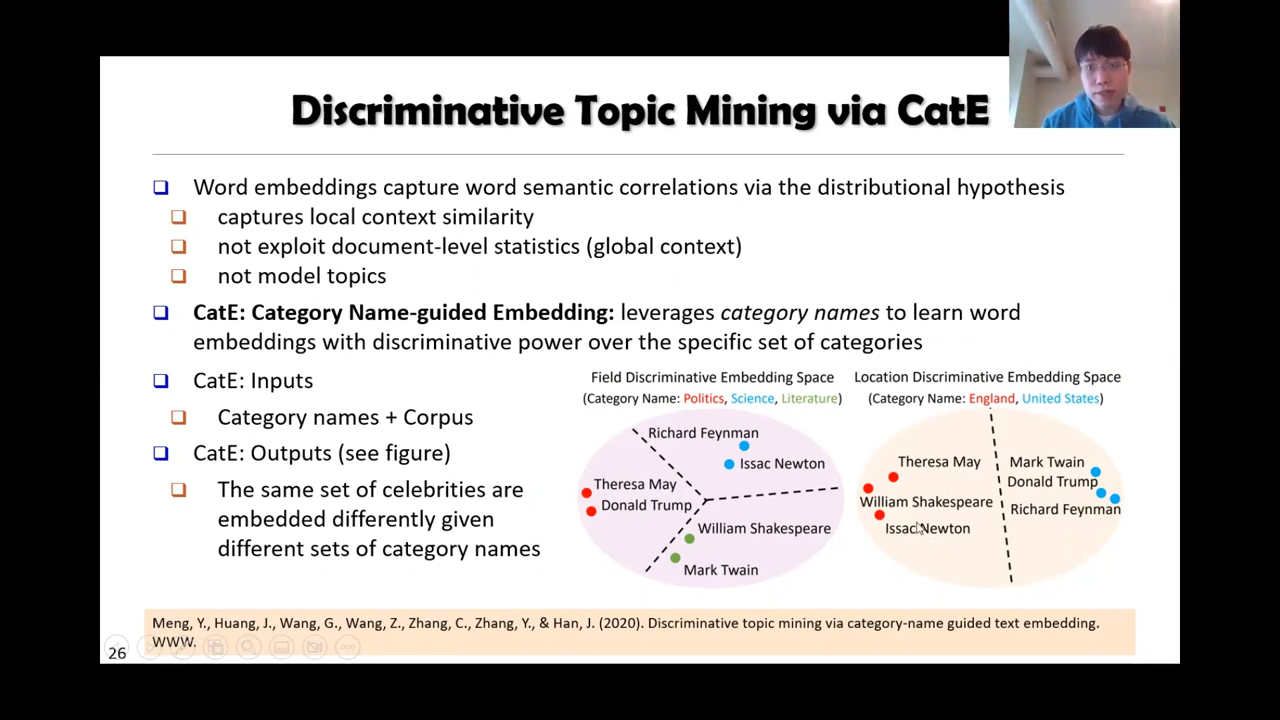 Discriminative Topic Mining via CatE
Word embeddings capture word semantic correlations via the distributional hypothesis
captures local context similarity
not exploit document-level statistics (global context)
not model topics
CatE: Category Name-guided Embedding: leverages category names to learn word
embeddings with discriminative power over the specific set of categories
CatE: Inputs
Category names + Corpus
CatE: Outputs (see figure)
The same set of celebrities are
embedded differently given
different sets of category names
Field Discriminative Embedding Space
(Category Name: Politics, Science, Literature)
Richard Feynman
Issac Newton
Theresa May
Donald Trump
William Shakespeare
Mark Twain
Location Discriminative Embedding Space
(Category Name: England, United States)
Theresa May
William Shakespeare
Issac Newton
Mark Twain
Donald Trump
Richard Feynman
Meng, Y., Huang, J., Wang, G., Wang, Z., Zhang, C., Zhang, Y., & Han, J. (2020). Discriminative topic mining via category-name guided text embedding.
WWW.
26